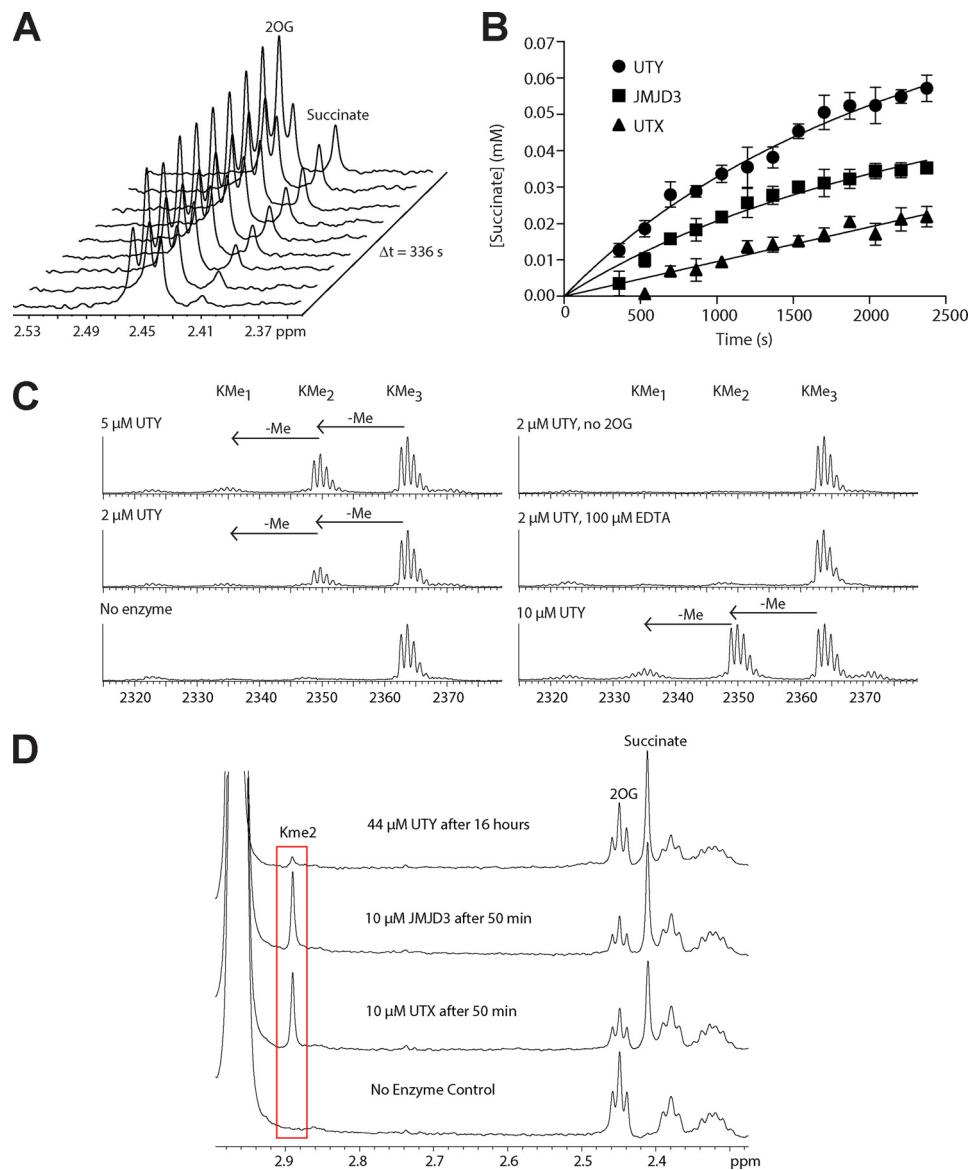 A
2OG
Succinate
Δt = 336 s
2.53 2.49 2.45 2.41 2.37 ppm
B
0.07
0.06
0.05
0.04
0.03
0.02
0.01
0.00
[Succinate] (mM)
UTY
JMJD3
UTX
0 500 1000 1500 2000 2500
Time (s)
C
KMe1 KMe2 KMe3
5 µM UTY
-Me -Me
2 µM UTY
-Me -Me
No enzyme
2320 2330 2340 2350 2360 2370
KMe1 KMe2 KMe3
2 µM UTY, no 2OG
2 µM UTY, 100 µM EDTA
10 µM UTY
-Me -Me
2320 2330 2340 2350 2360 2370
D
Succinate
2OG
Kme2
44 µM UTY after 16 hours
10 µM JMJD3 after 50 min
10 µM UTX after 50 min
No Enzyme Control
2.9 2.8 2.7 2.6 2.5 2.4 ppm